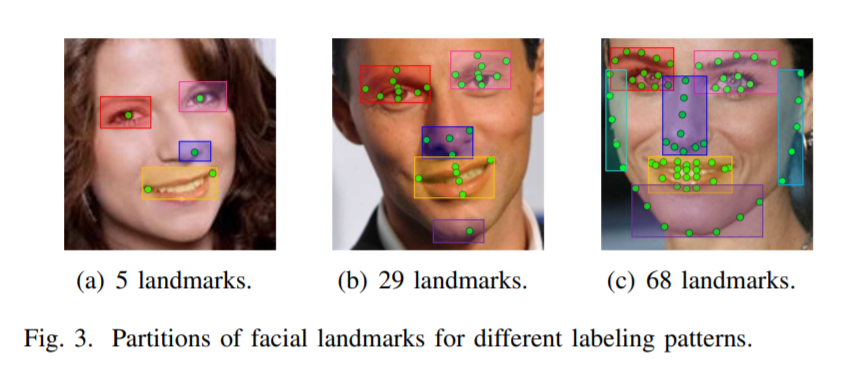 (a) 5 landmarks.
(b) 29 landmarks.
(c) 68 landmarks.
Fig. 3. Partitions of facial landmarks for different labeling patterns.